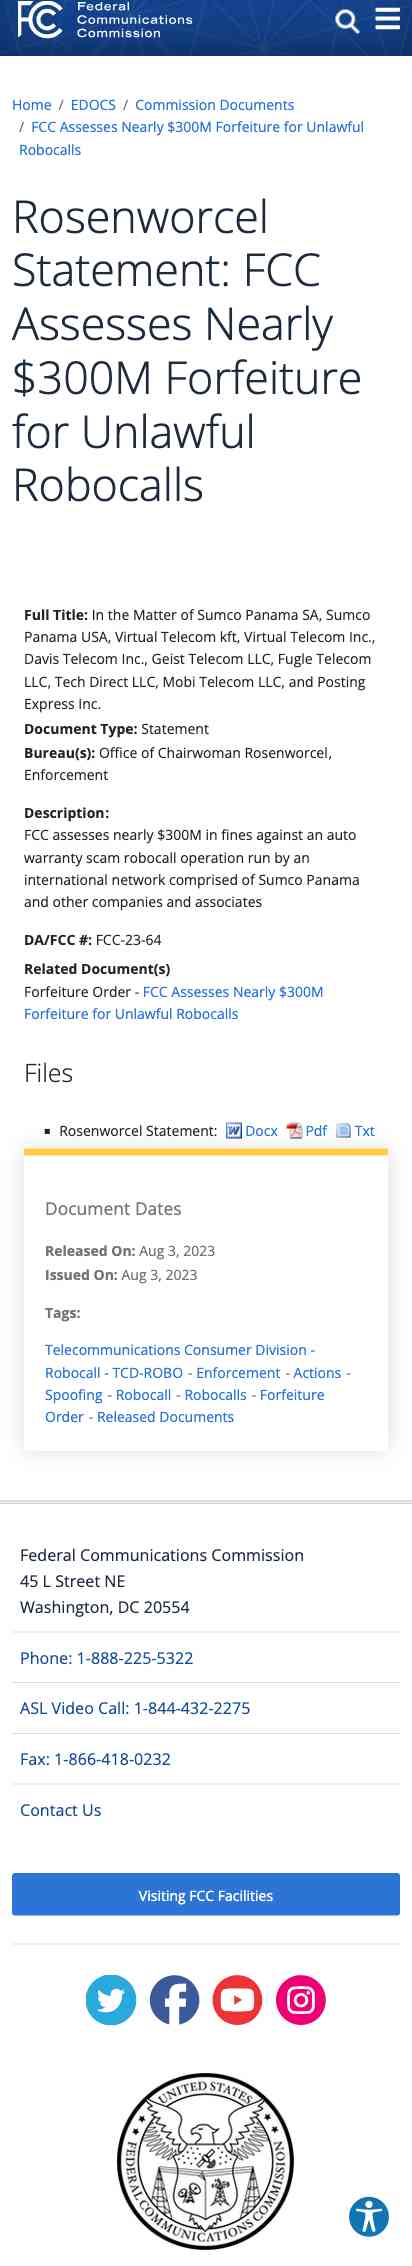 Federal
Communications
Commission
Home / EDOCS / Commission Documents
/ FCC Assesses Nearly $300M Forfeiture for Unlawful
Robocalls
Rosenworcel
Statement: FCC
Assesses Nearly
$300M Forfeiture
for Unlawful
Robocalls
Full Title: In the Matter of Sumco Panama SA, Sumco
Panama USA, Virtual Telecom kft, Virtual Telecom Inc.,
Davis Telecom Inc., Geist Telecom LLC, Fugle Telecom
LLC, Tech Direct LLC, Mobi Telecom LLC, and Posting
Express Inc.
Document Type: Statement
Bureau(s): Office of Chairwoman Rosenworcel,
Enforcement
Description:
FCC assesses nearly $300M in fines against an auto
warranty scam robocall operation run by an
international network comprised of Sumco Panama
and other companies and associates
DA/FCC #: FCC-23-64
Related Document(s)
Forfeiture Order - FCC Assesses Nearly $300M
Forfeiture for Unlawful Robocalls
Files
Rosenworcel Statement: Docx Pdf Txt
Document Dates
Released On: Aug 3, 2023
Issued On: Aug 3, 2023
Tags:
Telecommunications Consumer Division -
Robocall - TCD-ROBO - Enforcement - Actions -
Spoofing - Robocall - Robocalls - Forfeiture
Order - Released Documents
Federal Communications Commission
45 L Street NE
Washington, DC 20554
Phone: 1-888-225-5322
ASL Video Call: 1-844-432-2275
Fax: 1-866-418-0232
Contact Us
Visiting FCC Facilities
UNITED STATES
FEDERAL COMMUNICATIONS COMMISSION